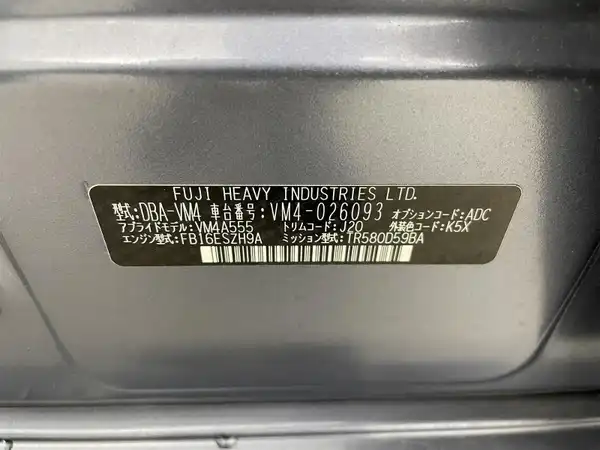 FUJI HEAVY INDUSTRIES LTD.
型式:DBA-VM4 車台番号:VM4-026093 オプションコード:ADC
アプライドモデル:VM4A555 トリムコード:J20 外装色コード:K5X
エンジン型式:FB16ESZH9A ミッション型式:TR580D59BA